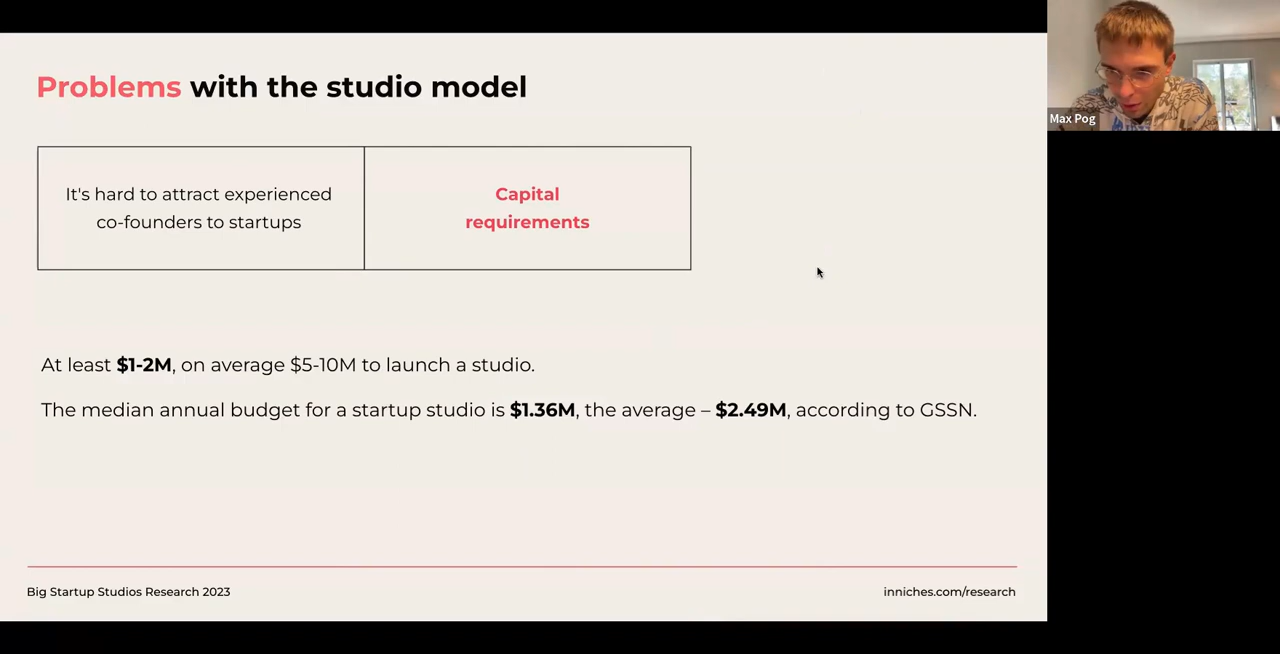 Problems with the studio model
It's hard to attract experienced
co-founders to startups
Capital
requirements
At least $1-2M, on average $5-10M to launch a studio.
The median annual budget for a startup studio is $1.36M, the average – $2.49M, according to GSSN.
Big Startup Studios Research 2023
inniches.com/research
Max Pog